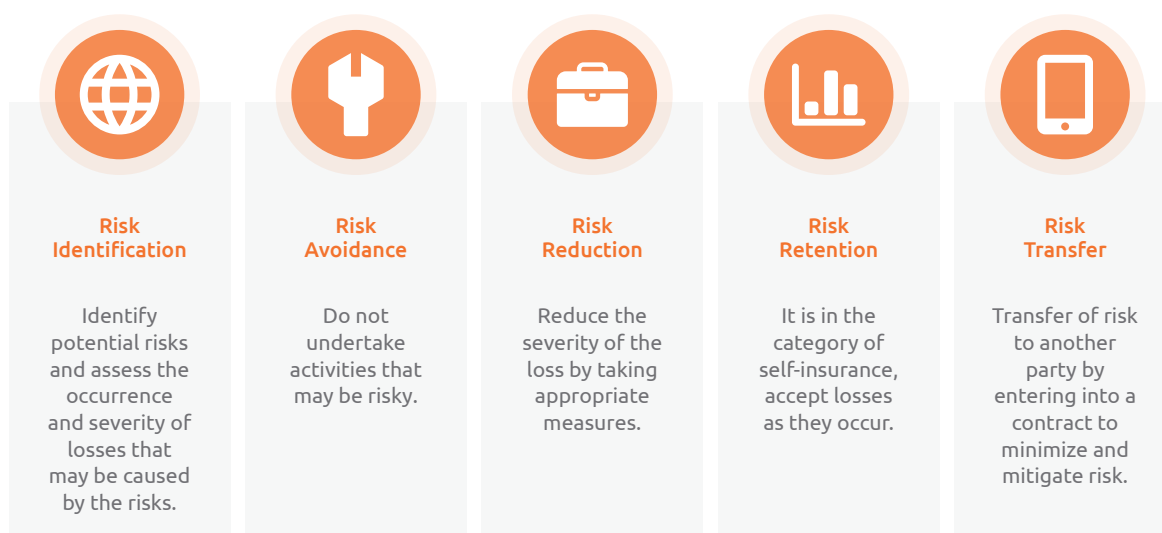 Risk
Identification
Identify
potential risks
and assess the
occurrence
and severity of
losses that
may be caused
by the risks.
Risk
Avoidance
Do not
undertake
activities that
may be risky.
Risk
Reduction
Reduce the
severity of the
loss by taking
appropriate
measures.
Risk
Retention
It is in the
category of
self-insurance,
accept losses
as they occur.
Risk
Transfer
Transfer of risk
to another
party by
entering into a
contract to
minimize and
mitigate risk.